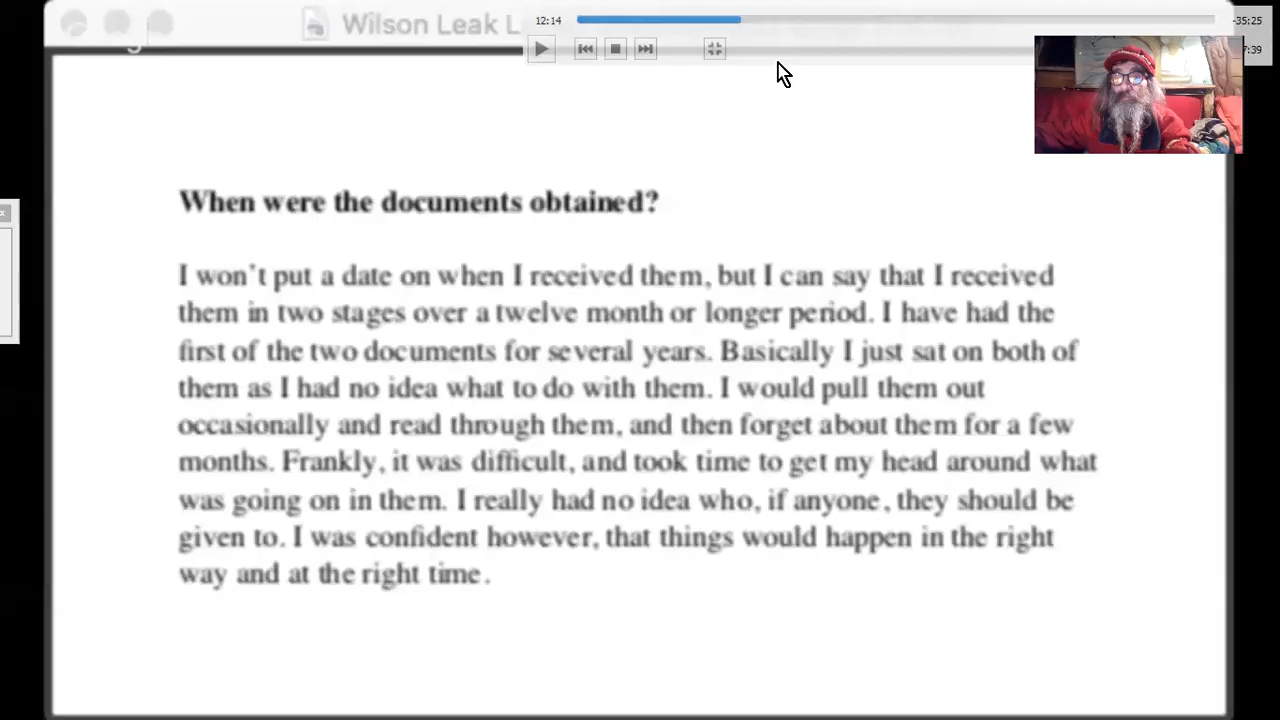 Wilson Leak L
12:14
-35:25
7:39
When were the documents obtained?
I won't put a date on when I received them, but I can say that I received
them in two stages over a twelve month or longer period. I have had the
first of the two documents for several years. Basically I just sat on both of
them as I had no idea what to do with them. I would pull them out
occasionally and read through them, and then forget about them for a few
months. Frankly, it was difficult, and took time to get my head around what
was going on in them. I really had no idea who, if anyone, they should be
given to. I was confident however, that things would happen in the right
way and at the right time.